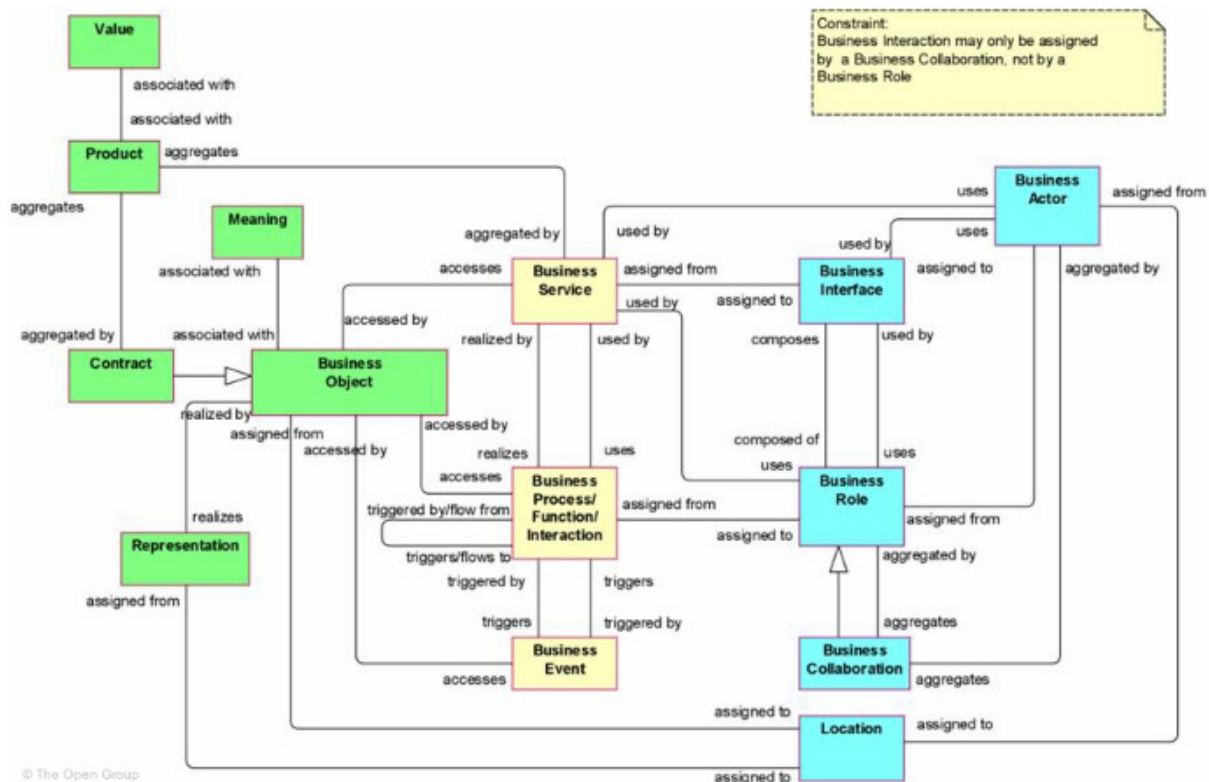 Value
Constraint:
Business Interaction may only be assigned
by a Business Collaboration, not by a
Business Role
associated with
associated with
Product
aggregates
aggregates
Business
Actor
uses
assigned from
Meaning
aggregated by
used by
used by
uses
associated with
accesses
Business
Service
assigned from
Business
Interface
assigned to
aggregated by
assigned to
used by
aggregated by
associated with
accessed by
realized by
used by
composes
used by
Contract
Business
Object
realized by
assigned from
accessed by
accessed by
composed of
accesses
realizes
uses
uses
uses
Business
Process/
Function/
Interaction
Business
Role
triggered by/flow from
assigned from
assigned from
realizes
assigned to
Representation
triggers/flows to
aggregated by
triggered by
triggers
assigned from
triggers
triggered by
aggregates
Business
Event
Business
Collaboration
accesses
aggregates
assigned to
Location
assigned to
assigned to
© The Open Group